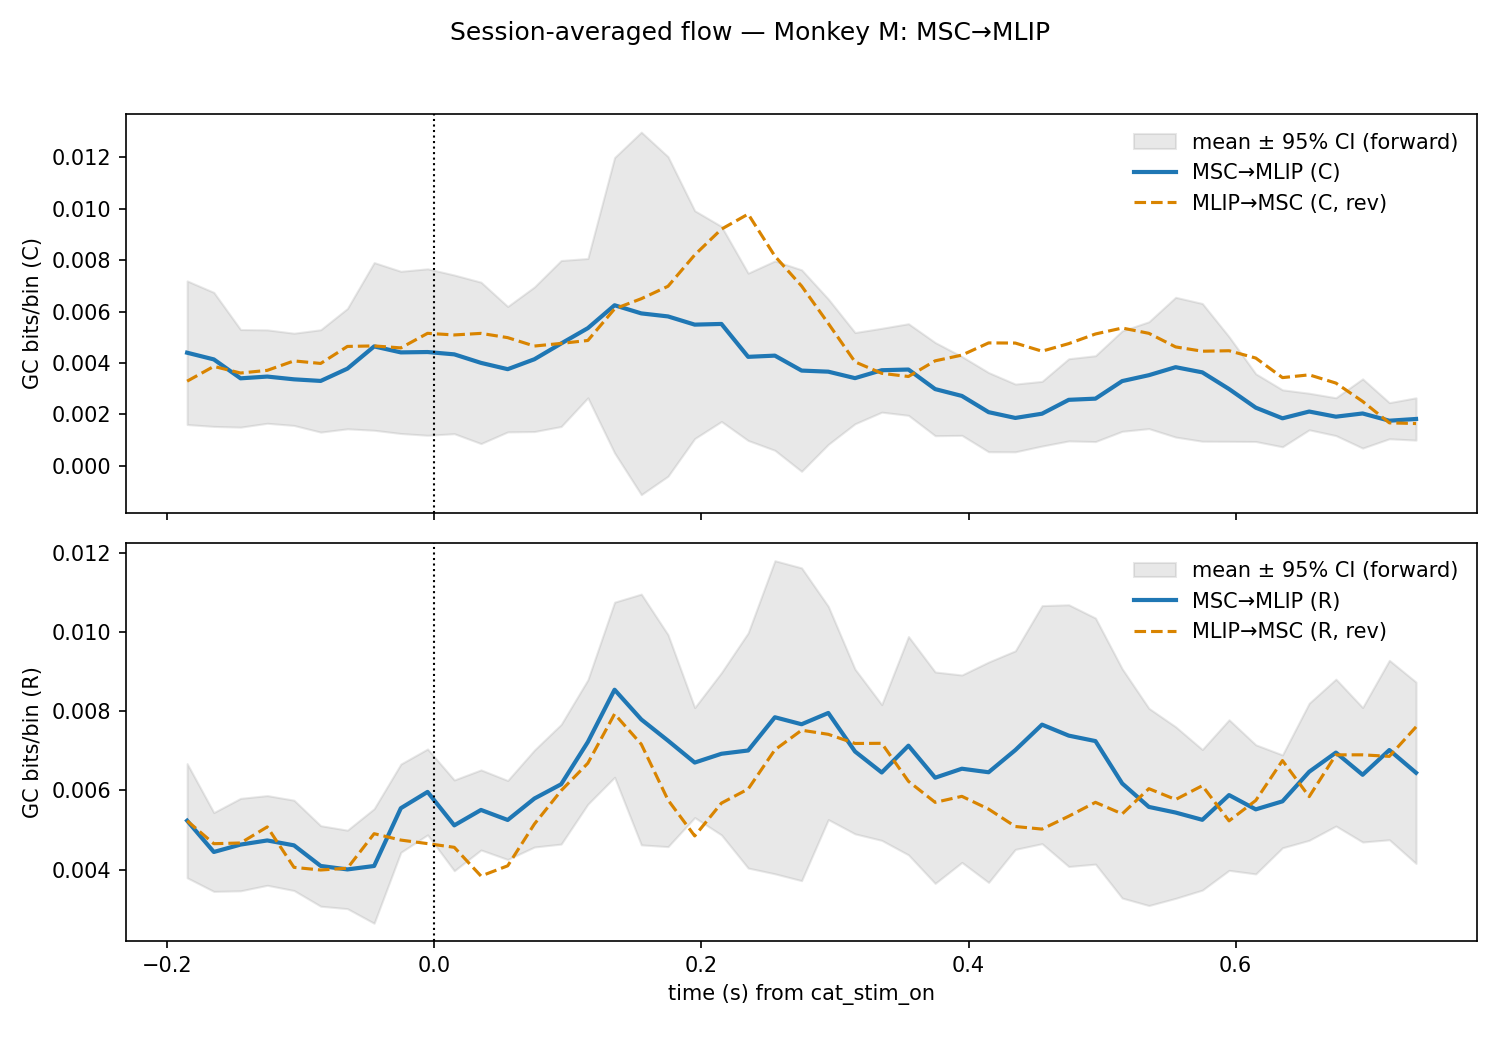 Session-averaged flow — Monkey M: MSC→MLIP
GC bits/bin (C)
0.012
0.010
0.008
0.006
0.004
0.002
0.000
mean ± 95% CI (forward)
MSC→MLIP (C)
MLIP→MSC (C, rev)
GC bits/bin (R)
0.012
0.010
0.008
0.006
0.004
mean ± 95% CI (forward)
MSC→MLIP (R)
MLIP→MSC (R, rev)
−0.2 0.0 0.2 0.4 0.6
time (s) from cat_stim_on